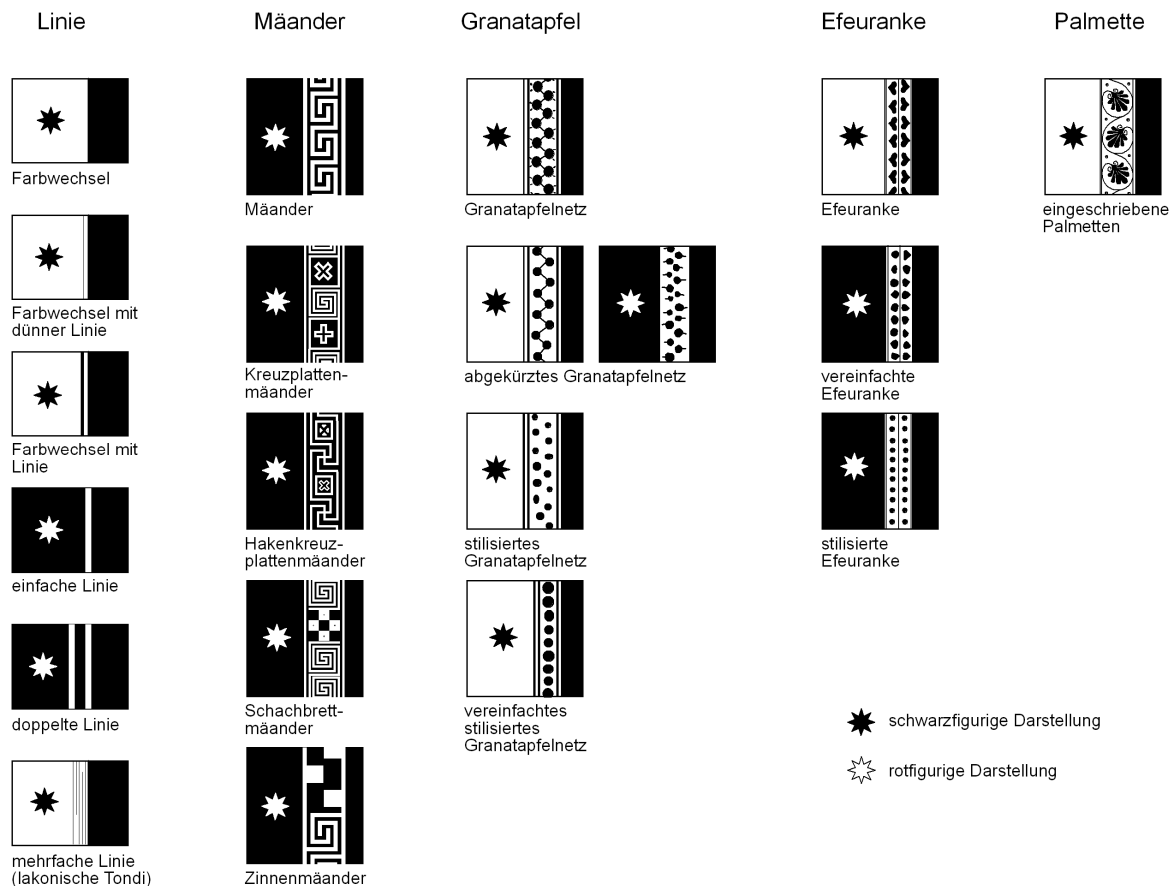 Linie
Mäander
Granatapfel
Efeuranke
Palmette
Farbwechsel
Farbwechsel mit
dünner Linie
Farbwechsel mit
Linie
einfache Linie
doppelte Linie
mehrfache Linie
(lakonische Tondi)
Mäander
Kreuzplatten-
mäander
Hakenkreuz-
plattenmäander
Schachbrett-
mäander
Zinnenmäander
Granatapfelnetz
abgekürztes Granatapfelnetz
stilisiertes
Granatapfelnetz
vereinfachtes
stilisiertes
Granatapfelnetz
Efeuranke
vereinfachte
Efeuranke
stilisierte
Efeuranke
eingeschriebene
Palmetten
schwarzfigurige Darstellung
rotfigurige Darstellung